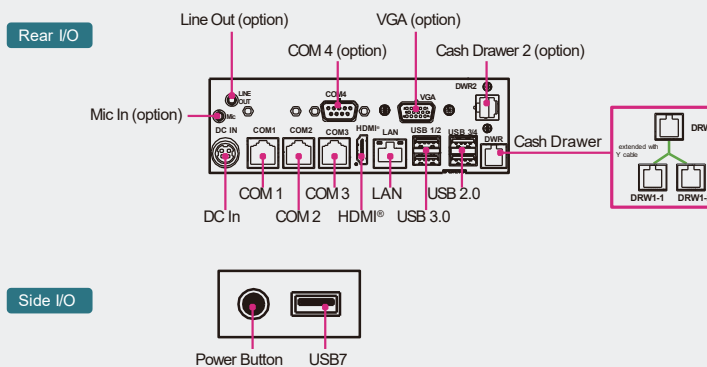 Rear I/O
Line Out (option)
VGA (option)
COM 4 (option)
Cash Drawer 2 (option)
Mic In (option)
LINE
OUT
COM4
VGA
DWR2
Mic
DC IN
COM1
COM2
COM3
HDMI®
LAN
USB 1/2
USB 3/4
DWR
Cash Drawer
extended with
Y cable
DRW1-1
COM 1
COM 3
LAN
USB 2.0
DC In
COM 2
HDMI®
USB 3.0
Side I/O
Power Button
USB7